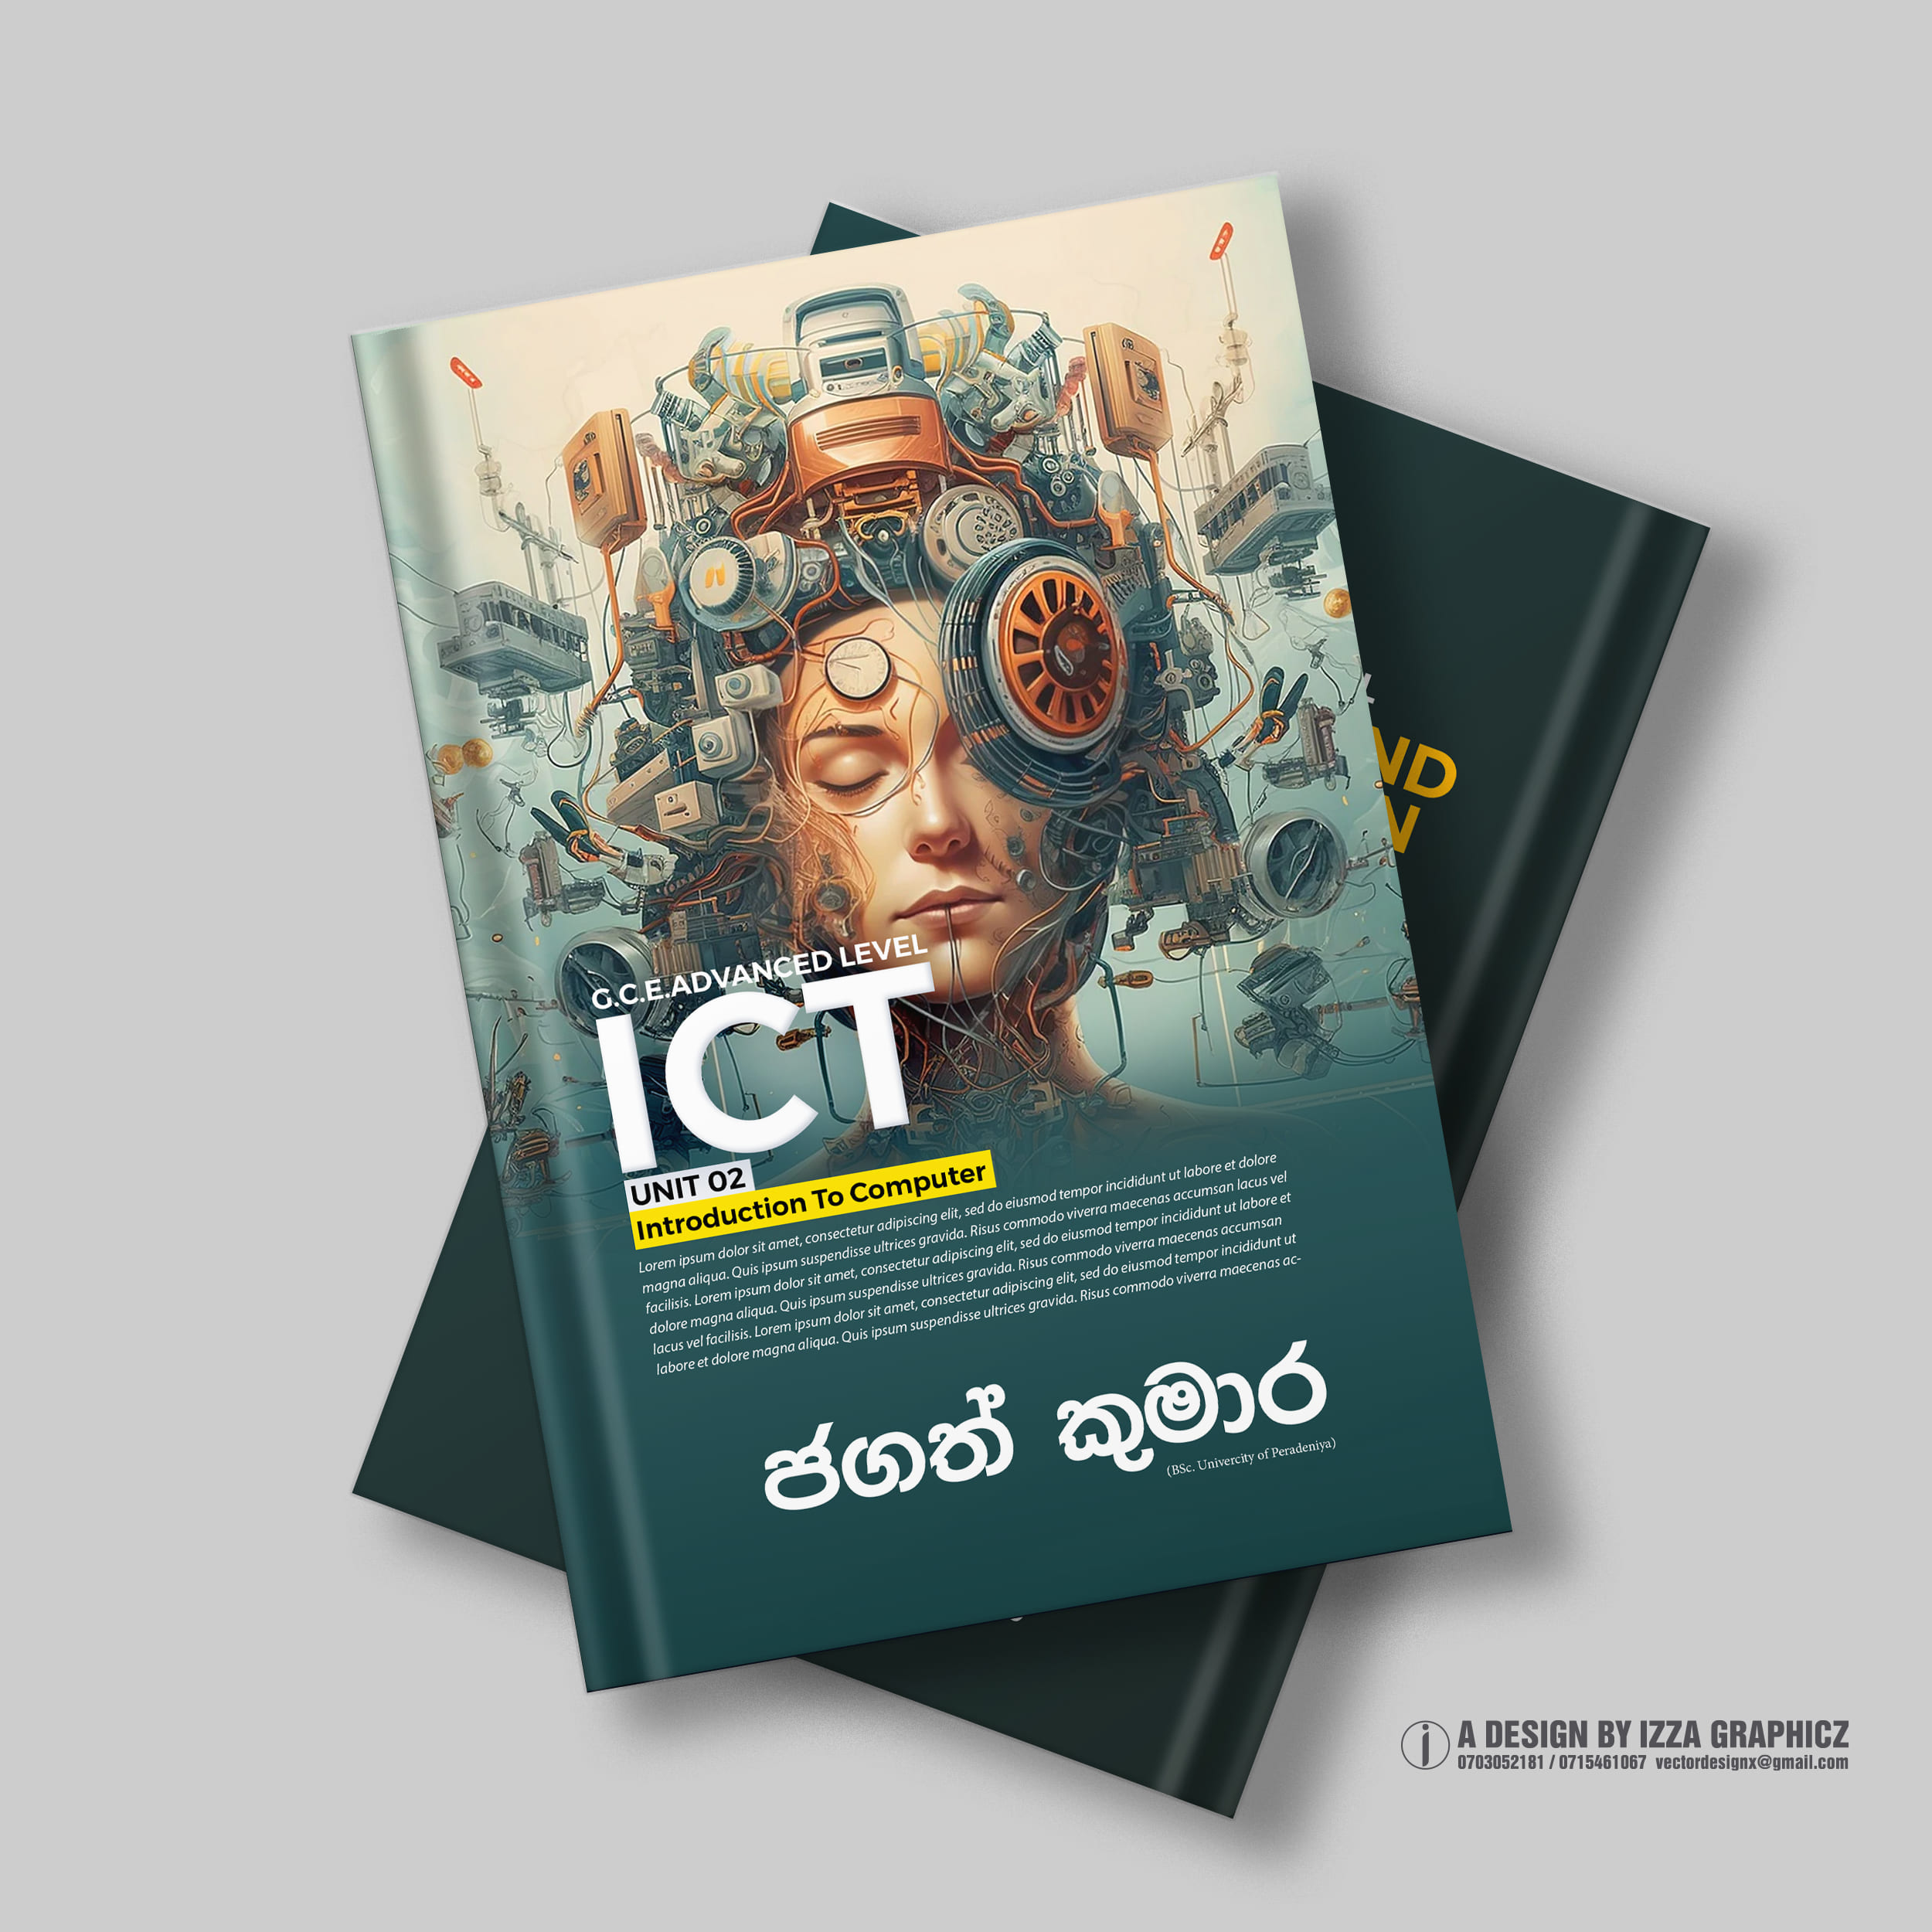 G.C.E.ADVANCED LEVEL
ICT
UNIT 02
Introduction To Computer
Lorem ipsum dolor sit amet, consectetur adipiscing elit, sed do eiusmod tempor incididunt ut labore et dolore
magna aliqua. Quis ipsum suspendisse ultrices gravida. Risus commodo viverra maecenas accumsan lacus vel
facilisis. Lorem ipsum dolor sit amet, consectetur adipiscing elit, sed do eiusmod tempor incididunt ut labore et
dolore magna aliqua. Quis ipsum suspendisse ultrices gravida. Risus commodo viverra maecenas accumsan
lacus vel facilisis. Lorem ipsum dolor sit amet, consectetur adipiscing elit, sed do eiusmod tempor incididunt ut
labore et dolore magna aliqua. Quis ipsum suspendisse ultrices gravida. Risus commodo viverra maecenas ac-
ජගත් කුමාර
(BSc. Univercity of Peradeniya)
A DESIGN BY IZZA GRAPHICZ
0703052181 / 0715461067 vectordesignx@gmail.com